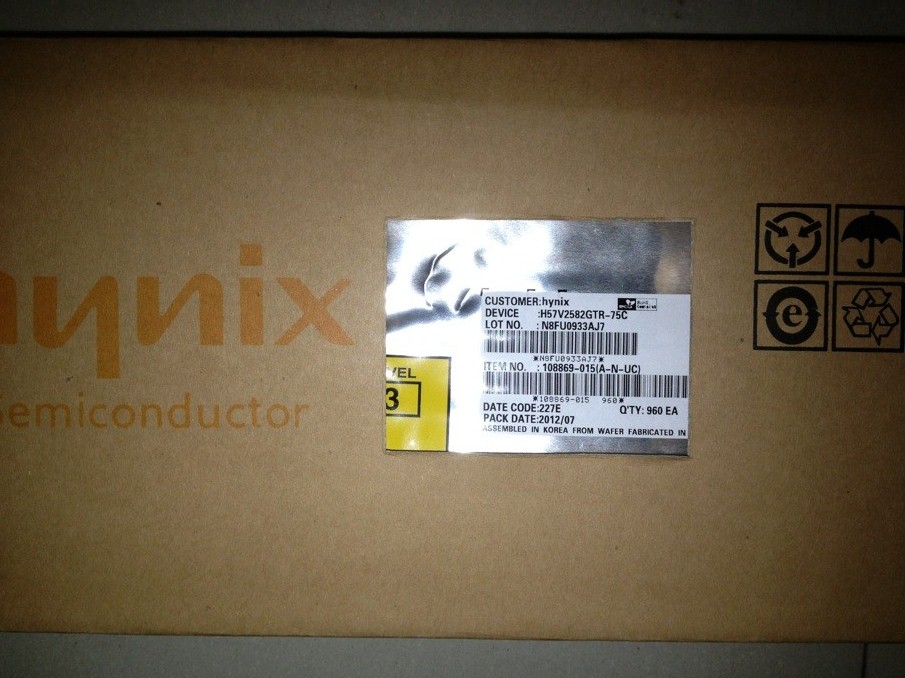 hynix
Semiconductor
CUSTOMER:hynix
DEVICE :H57V2582GTR-75C
LOT NO. : N8FU0933AJ7
*N8FU0933AJ7*
ITEM NO. : 108869-015(A-N-UC)
*108869-015 960*
DATE CODE:227E Q'TY: 960 EA
PACK DATE:2012/07
ASSEMBLED IN KOREA FROM WAFER FABRICATED IN
VEL
3
e